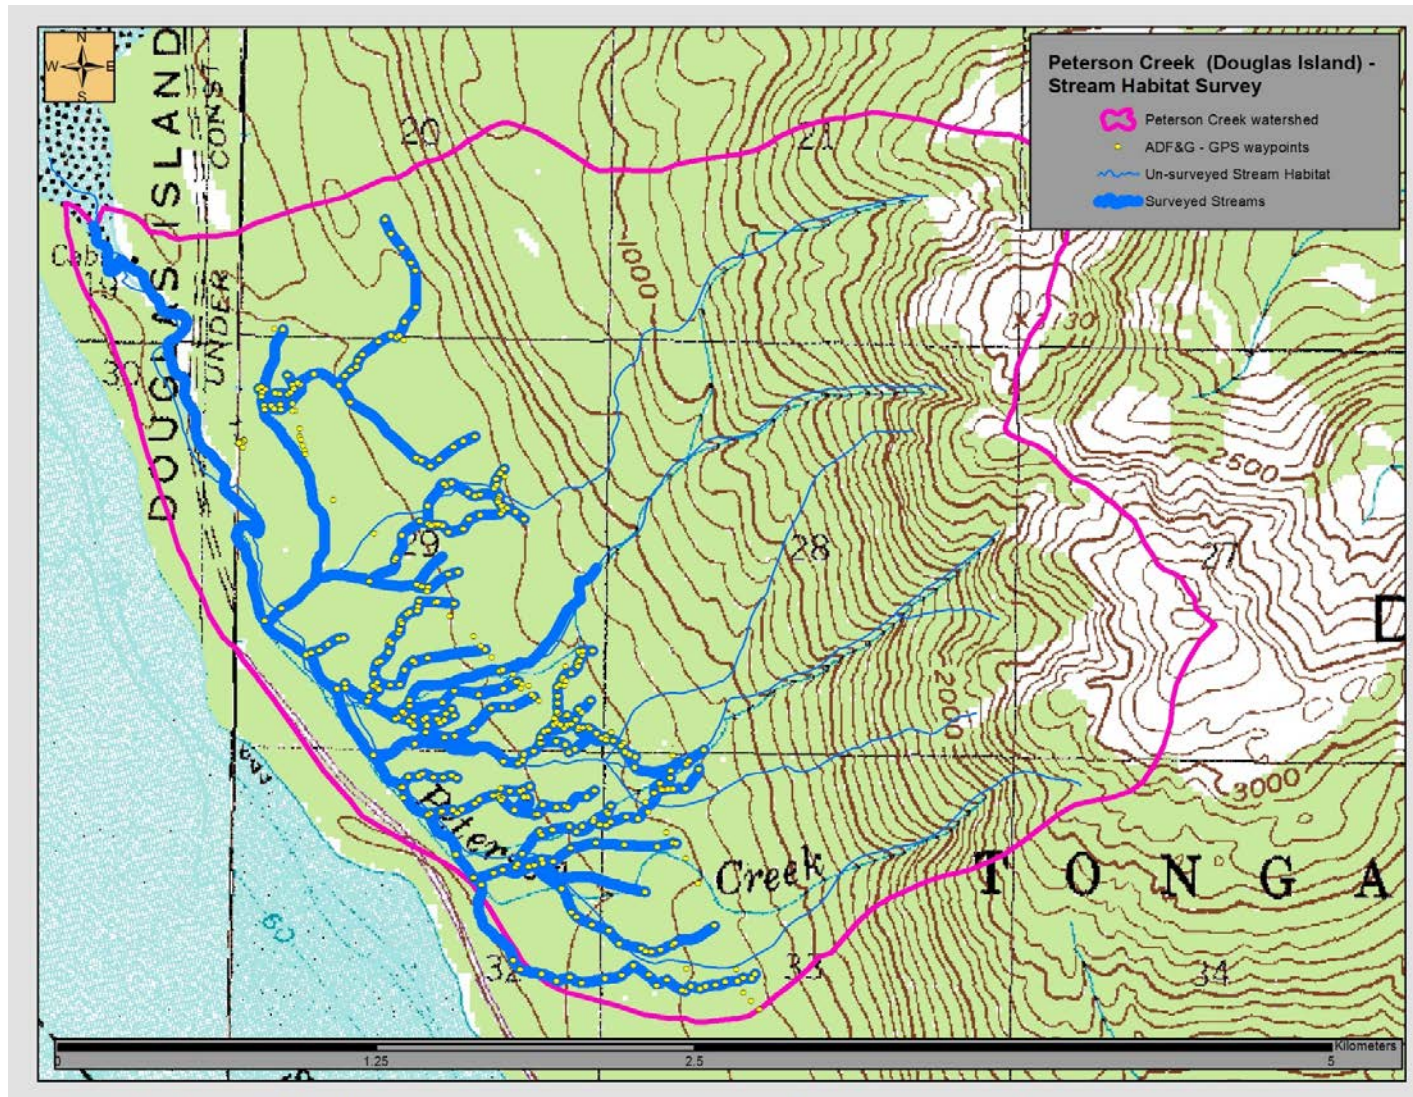 N
W E
S
Peterson Creek (Douglas Island) -
Stream Habitat Survey
Peterson Creek watershed
ADF&G - GPS waypoints
Un-surveyed Stream Habitat
Surveyed Streams
DOUGLAS ISLAND
UNDER CONST
20
21
1000
30
29
28
27
2500
2000
3000
Peterson Creek
TONGA
D
32
33
34
0 1.25 2.5 5
Kilometers